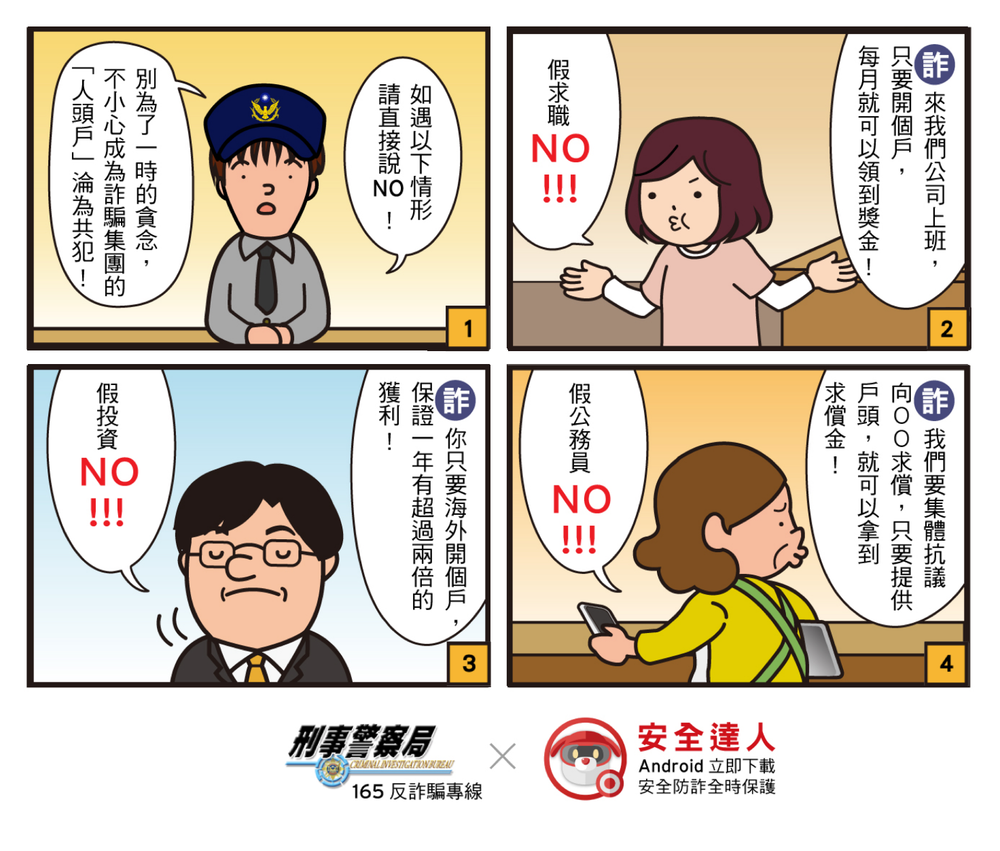 如遇以下情形
請直接說NO！
別為了一時的貪念，
不小心成為詐騙集團的
「人頭戶」淪為共犯！
1
詐 來我們公司上班，
只要開個戶，
每月就可以領到獎金！
假求職
NO
!!!
2
詐 你只要海外開個戶，
保證一年有超過兩倍的
獲利！
假投資
NO
!!!
3
詐 我們要集體抗議
向OO求償，只要提供
戶頭，就可以拿到
求償金！
假公務員
NO
!!!
4
刑事警察局
CRIMINAL INVESTIGATION BUREAU
165 反詐騙專線
安全達人
Android 立即下載
安全防詐全時保護